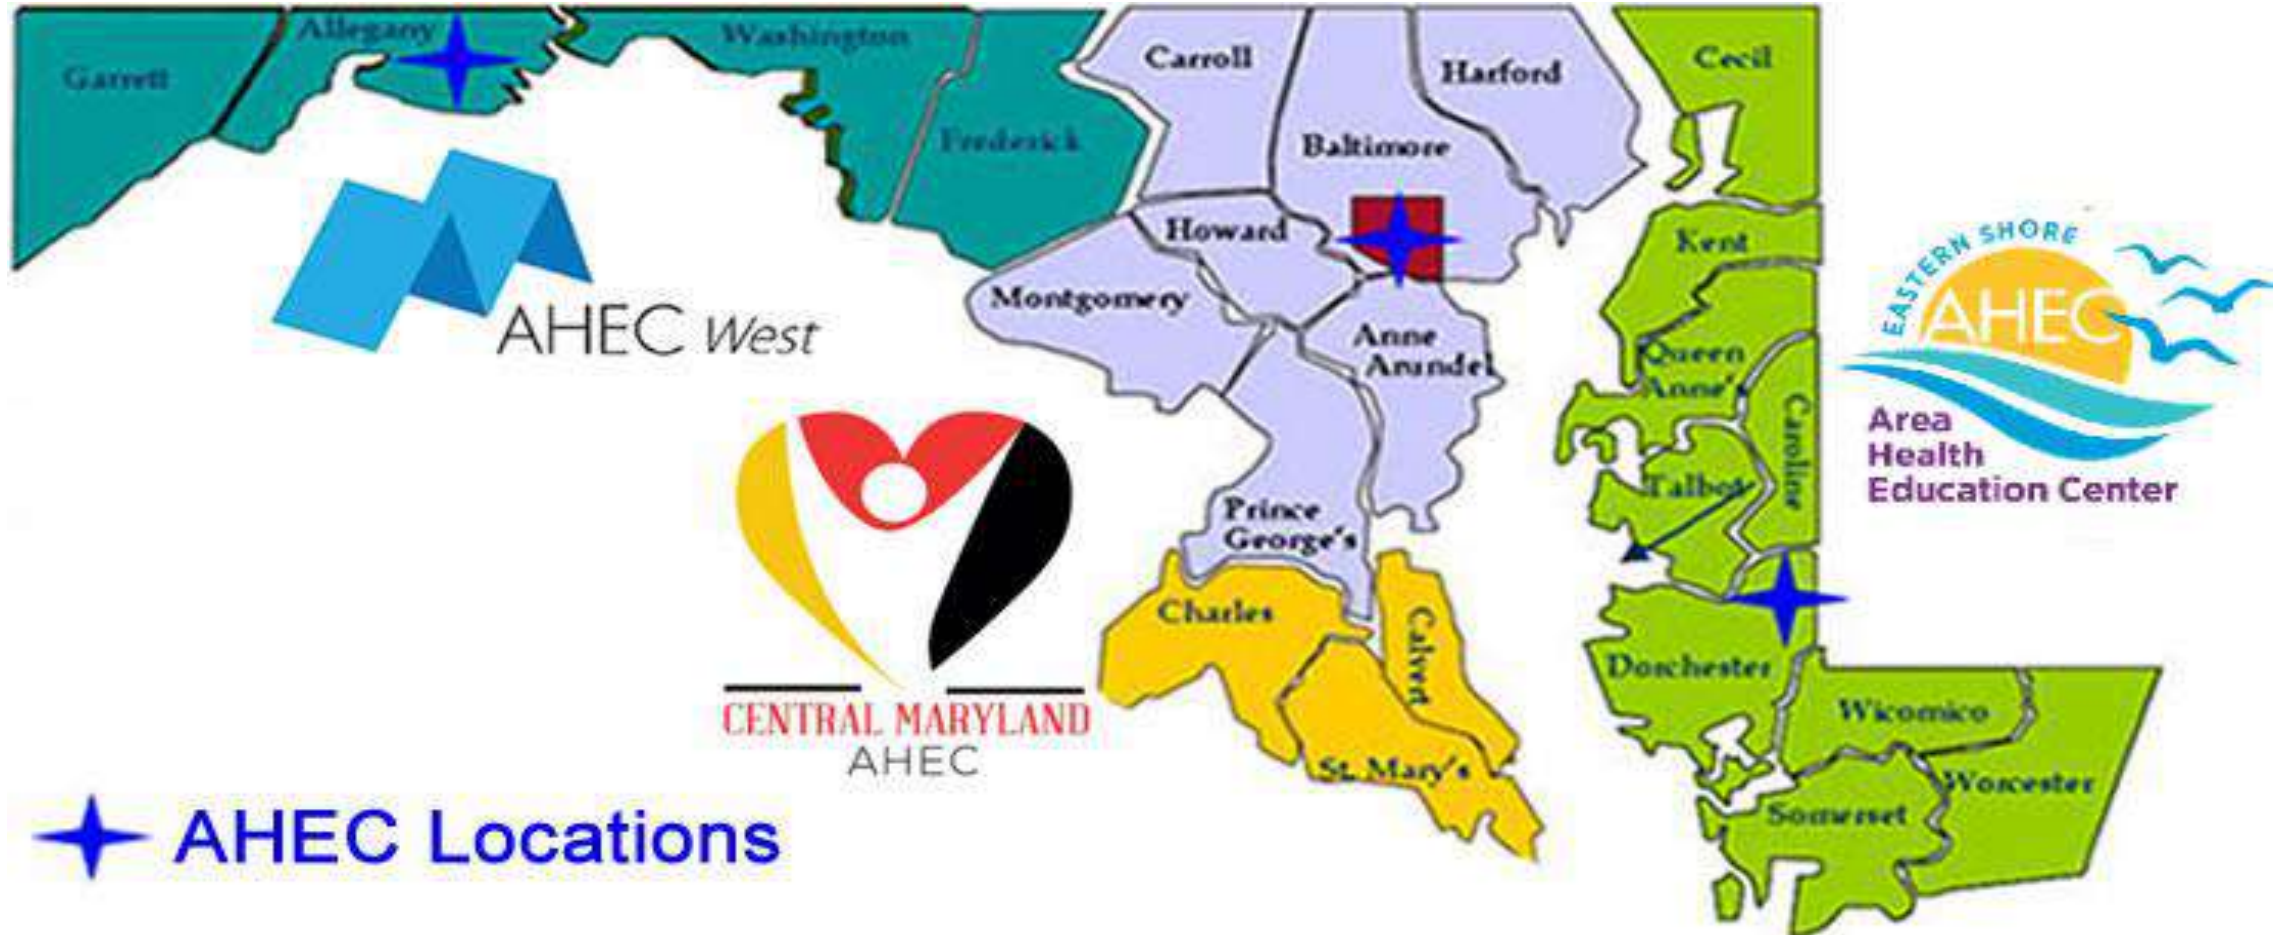 Garrett
Allegany
Washington
Frederick
Carroll
Harford
Baltimore
Howard
Montgomery
Anne
Arundel
Prince
George's
Charles
Calvert
St. Mary's
Cecil
Kent
Queen
Anne's
Caroline
Talbot
Dorchester
Wicomico
Worcester
Somerset
AHEC West
CENTRAL MARYLAND
AHEC
EASTERN SHORE
AHEC
Area
Health
Education Center
AHEC Locations